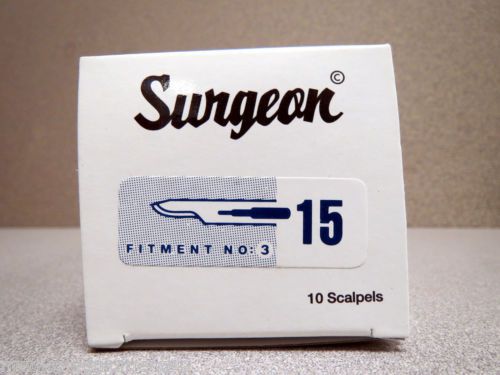 Surgeon©
FITMENT NO: 3
15
10 Scalpels